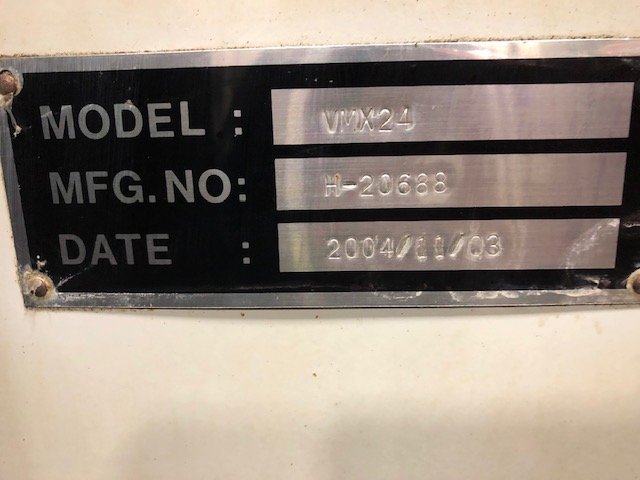 MODEL : VMX24
MFG.NO: H-20688
DATE : 2004/11/03